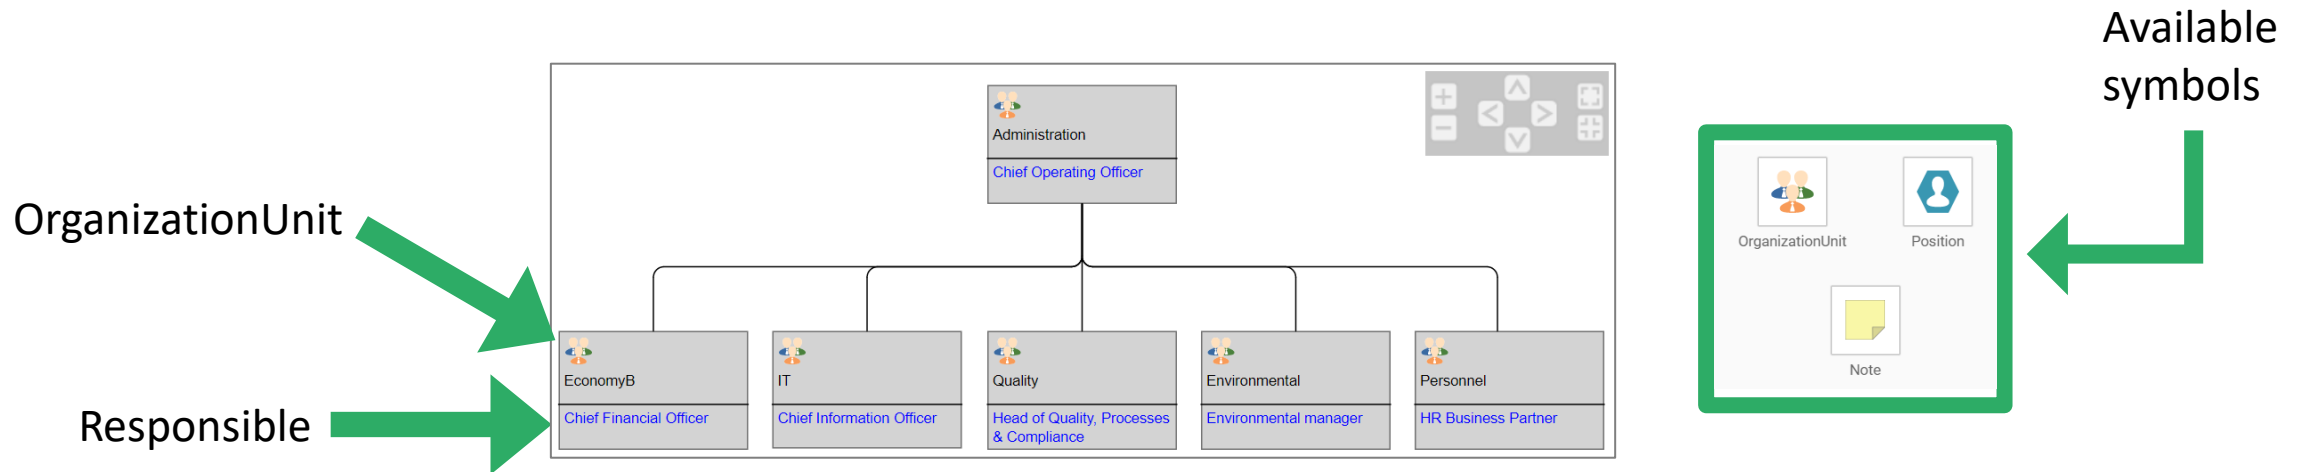 Available
symbols
Administration
Chief Operating Officer
OrganizationUnit
OrganizationUnit
Position
EconomyB
IT
Quality
Environmental
Personnel
Note
Chief Financial Officer
Chief Information Officer
Head of Quality, Processes
& Compliance
Environmental manager
HR Business Partner
Responsible